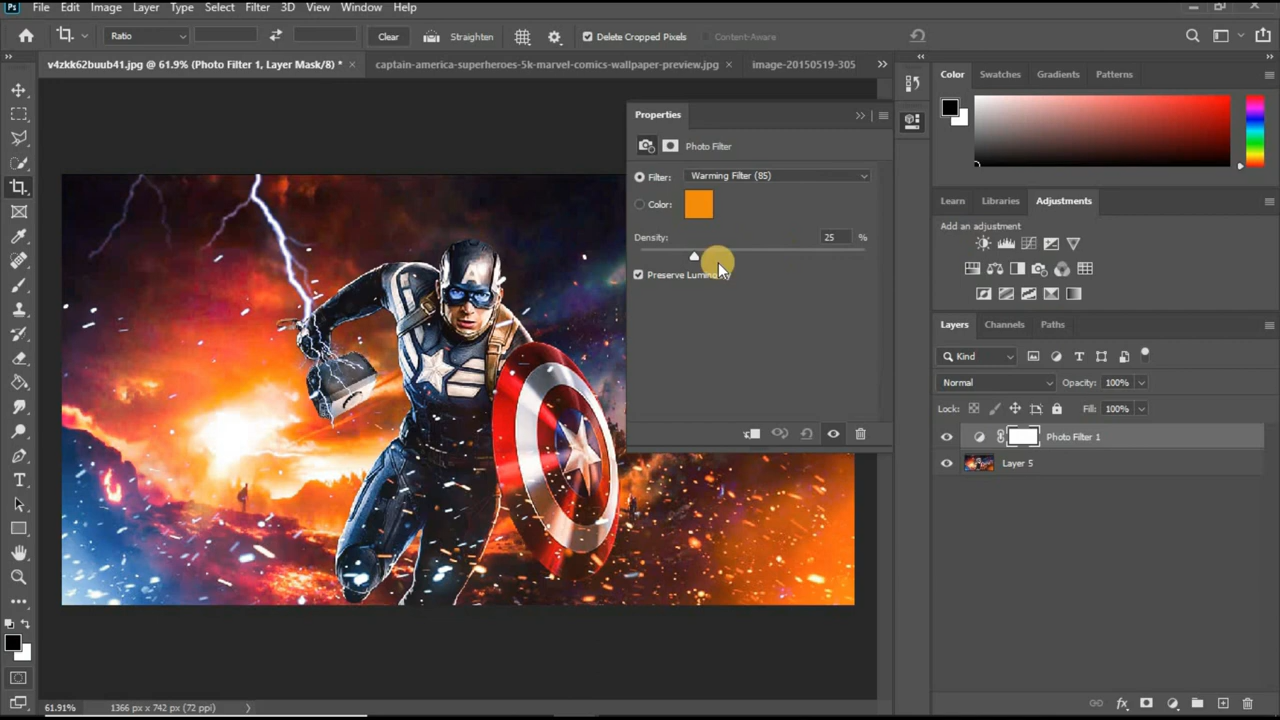 Ps File Edit Image Layer Type Select Filter 3D View Window Help
Ratio Clear Straighten Delete Cropped Pixels Content-Aware
v4zkk62buub41.jpg @ 61.9% (Photo Filter 1, Layer Mask/8) * captain-america-superheroes-5k-marvel-comics-wallpaper-preview.jpg image-20150519-305
Properties
Photo Filter
Filter: Warming Filter (85)
Color:
Density: 25 %
Preserve Luminosity
Color Swatches Gradients Patterns
Learn Libraries Adjustments
Add an adjustment
Layers Channels Paths
Kind
Normal Opacity: 100%
Lock: Fill: 100%
Photo Filter 1
Layer 5
fx
61.91% 1366 px x 742 px (72 ppi)